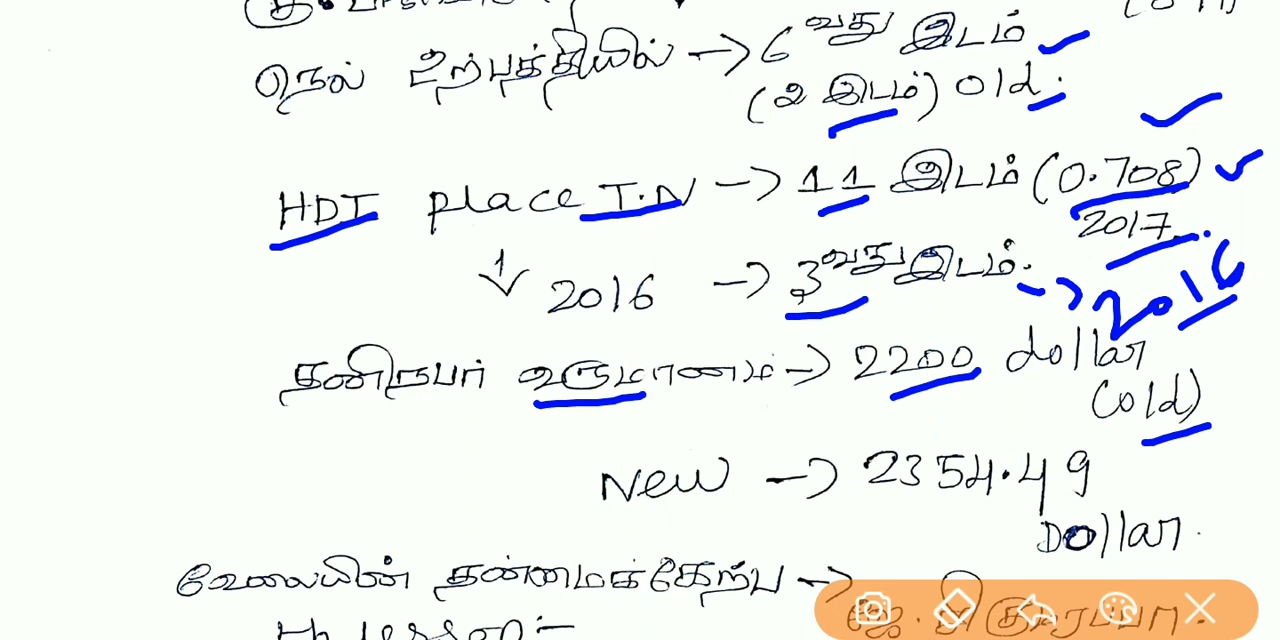 நெல் உற்பத்தியில் -> 6 வது இடம்
(2 இடம்) old.
HDI place T.N -> 11 இடம் (0.708)
2017
2016 -> 3 வது இடம். -> 2016
தனிநபர் வருமானம் -> 2200 dollar
(old)
New -> 2354.49
Dollar.
வேலையின் தன்மைக்கேற்ப ->